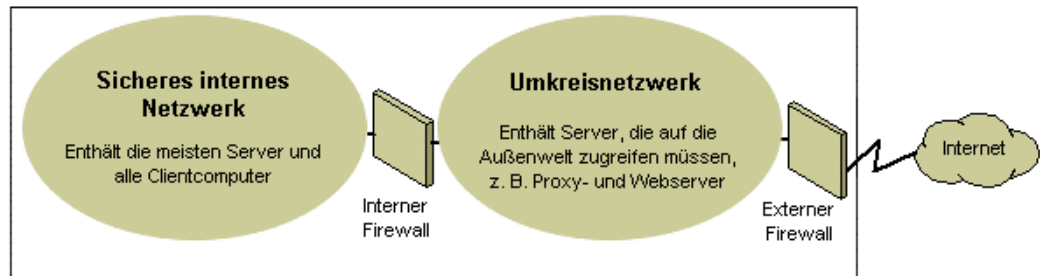 Sicheres internes
Netzwerk
Enthält die meisten Server und
alle Clientcomputer
Interner
Firewall
Umkreisnetzwerk
Enthält Server, die auf die
Außenwelt zugreifen müssen,
z. B. Proxy- und Webserver
Externer
Firewall
Internet